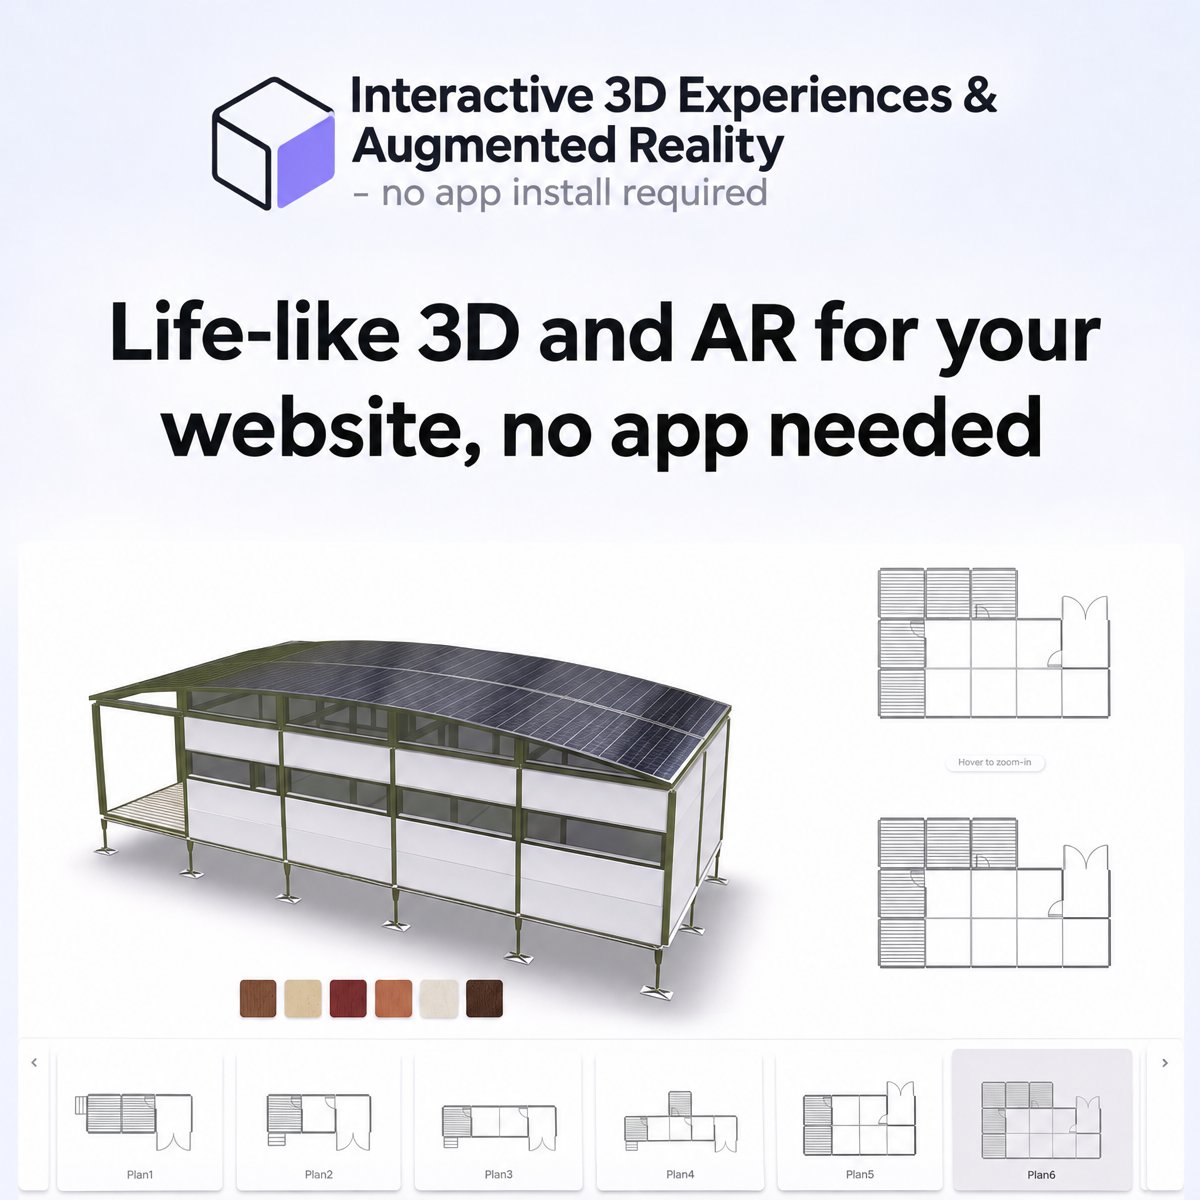 Interactive 3D Experiences &
Augmented Reality
– no app install required
Life-like 3D and AR for your
website, no app needed
Hover to zoom-in
Plan1
Plan2
Plan3
Plan4
Plan5
Plan6